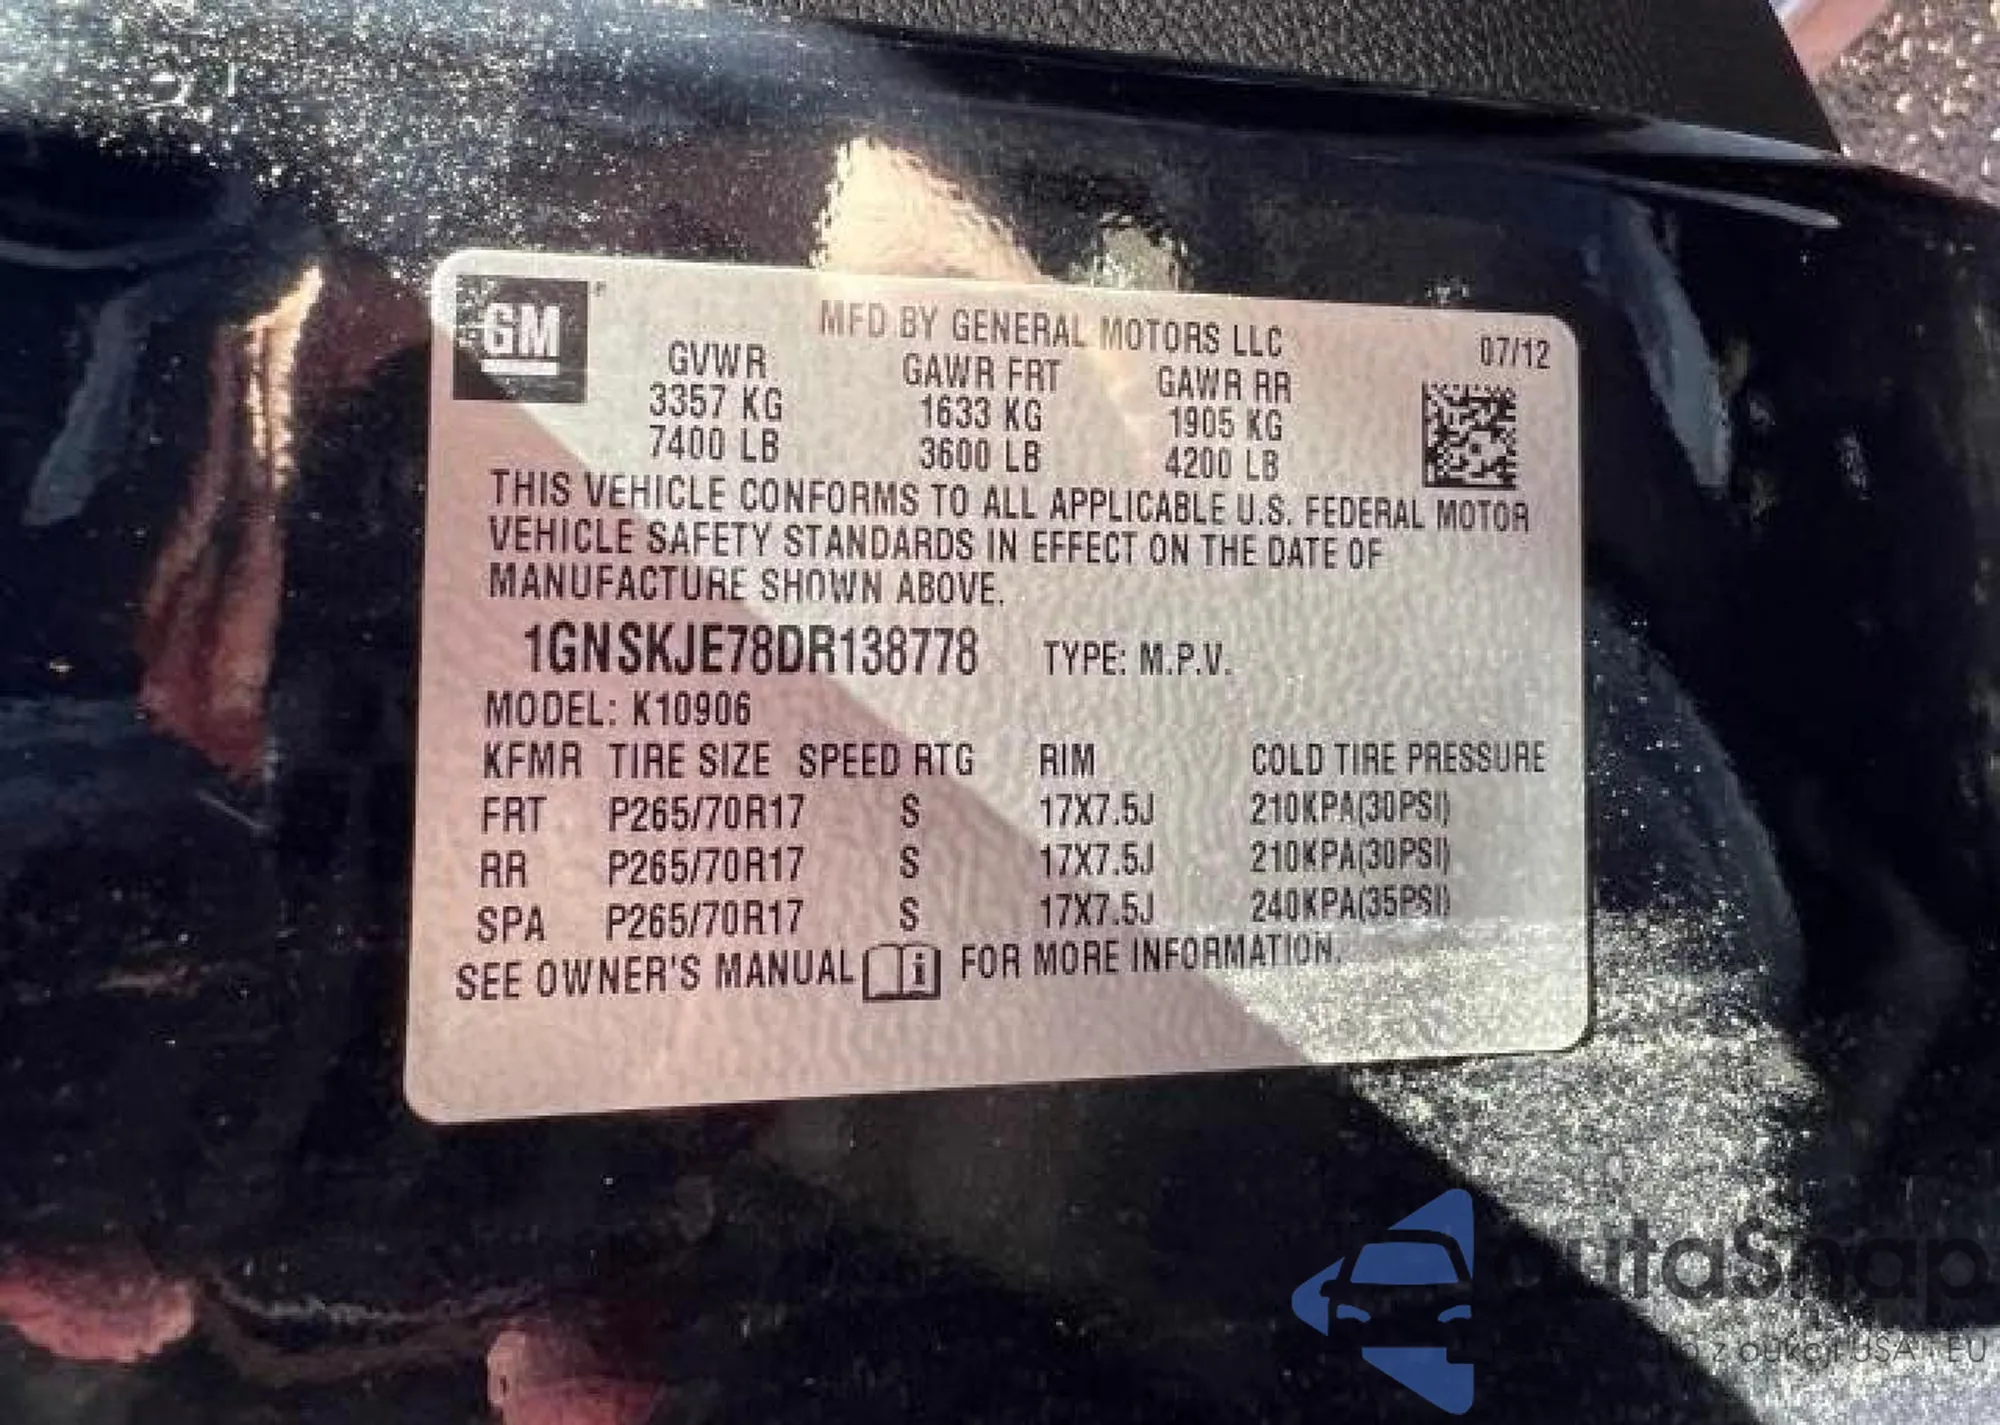 GM
MFD BY GENERAL MOTORS LLC
07/12
GVWR GAWR FRT GAWR RR
3357 KG 1633 KG 1905 KG
7400 LB 3600 LB 4200 LB
THIS VEHICLE CONFORMS TO ALL APPLICABLE U.S. FEDERAL MOTOR
VEHICLE SAFETY STANDARDS IN EFFECT ON THE DATE OF
MANUFACTURE SHOWN ABOVE.
1GNSKJE78DR138778 TYPE: M.P.V.
MODEL: K10906
KFMR TIRE SIZE SPEED RTG RIM COLD TIRE PRESSURE
FRT P265/70R17 S 17X7.5J 210KPA(30PSI)
RR P265/70R17 S 17X7.5J 210KPA(30PSI)
SPA P265/70R17 S 17X7.5J 240KPA(35PSI)
SEE OWNER'S MANUAL i FOR MORE INFORMATION.
autoSnap
z aukcji USA EU